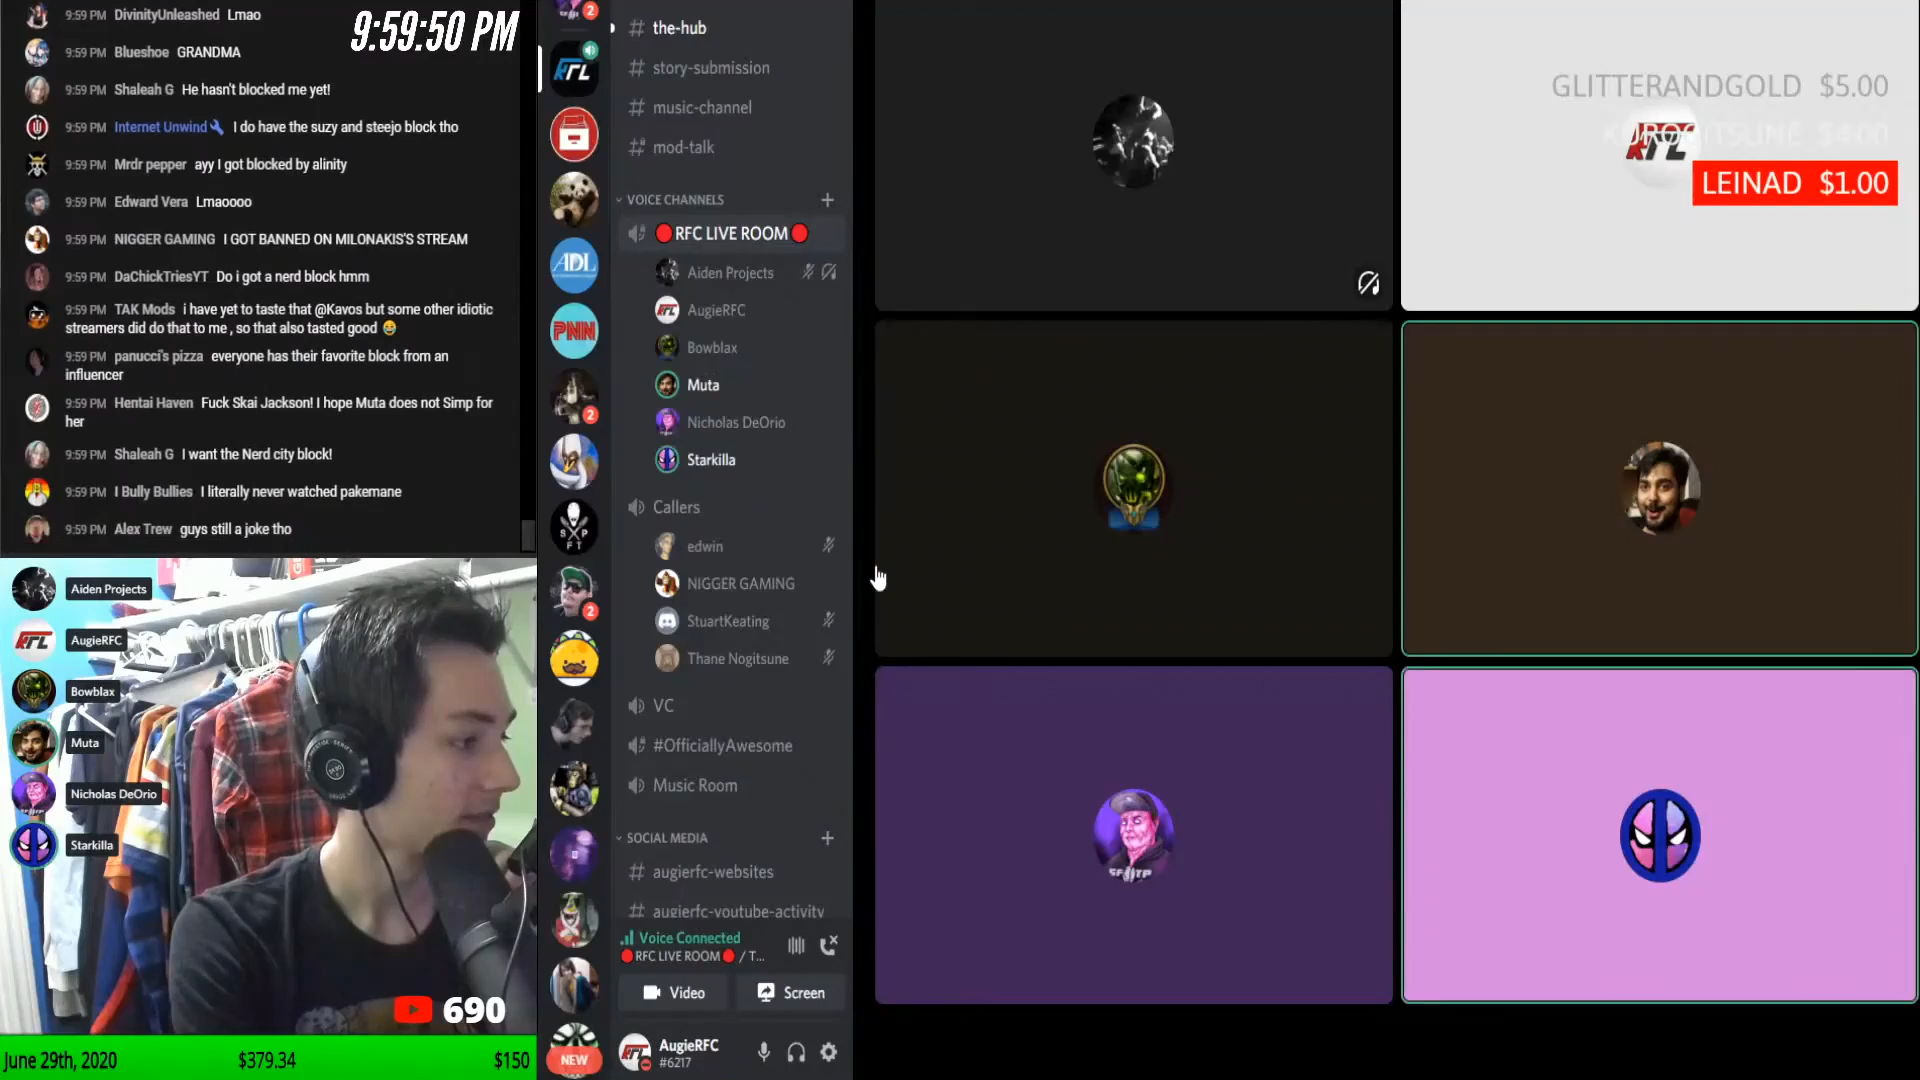 DivinityUnleashed Lmao
9:59:50 PM
9:59 PM Blueshoe GRANDMA
9:59 PM Shaleah G He hasn't blocked me yet!
9:59 PM Internet Unwind I do have the suzy and steejo block tho
9:59 PM Mrdr pepper ayy I got blocked by alinity
9:59 PM Edward Vera Lmaoooo
9:59 PM NIGGER GAMING I GOT BANNED ON MILONAKIS'S STREAM
9:59 PM DaChickTriesYT Do i got a nerd block hmm
9:59 PM TAK Mods i have yet to taste that @Kavos but some other idiotic
streamers did do that to me , so that also tasted good 😂
9:59 PM panucci's pizza everyone has their favorite block from an
influencer
9:59 PM Hentai Haven Fuck Skai Jackson! I hope Muta does not Simp for
her
9:59 PM Shaleah G I want the Nerd city block!
9:59 PM I Bully Bullies I literally never watched pakemane
9:59 PM Alex Trew guys still a joke tho
Aiden Projects
AugieRFC
Bowblax
Muta
Nicholas DeOrio
Starkilla
690
June 29th, 2020 $379.34 $150
2
RTL
ADL
PNN
2
S P
F T
2
NEW
# the-hub
# story-submission
# music-channel
# mod-talk
VOICE CHANNELS +
🔴RFC LIVE ROOM🔴
Aiden Projects
AugieRFC
Bowblax
Muta
Nicholas DeOrio
Starkilla
Callers
edwin
NIGGER GAMING
StuartKeating
Thane Nogitsune
VC
#OfficiallyAwesome
Music Room
SOCIAL MEDIA +
# augierfc-websites
# augierfc-youtube-activity
Voice Connected
🔴RFC LIVE ROOM🔴 / T...
Video Screen
AugieRFC
#6217
GLITTERANDGOLD $5.00
$4.00
LEINAD $1.00